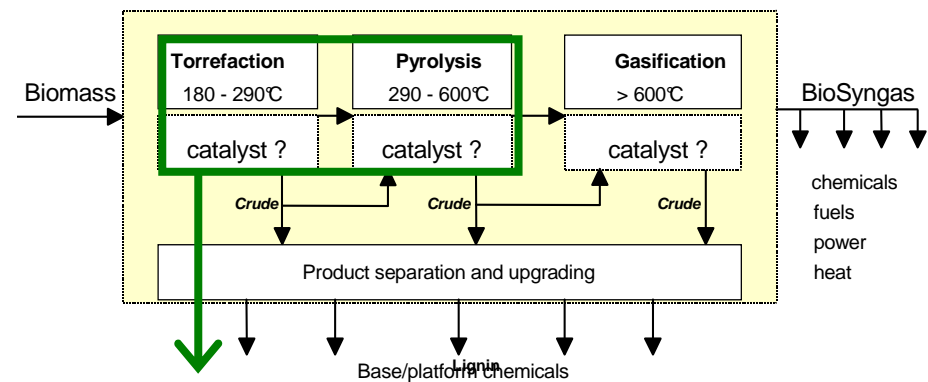 Torrefaction
Pyrolysis
Gasification
Biomass
180 - 290℃
290 - 600℃
> 600℃
BioSyngas
catalyst ?
catalyst ?
catalyst ?
chemicals
Crude
Crude
Crude
fuels
power
heat
Product separation and upgrading
Lignin
Base/platform chemicals